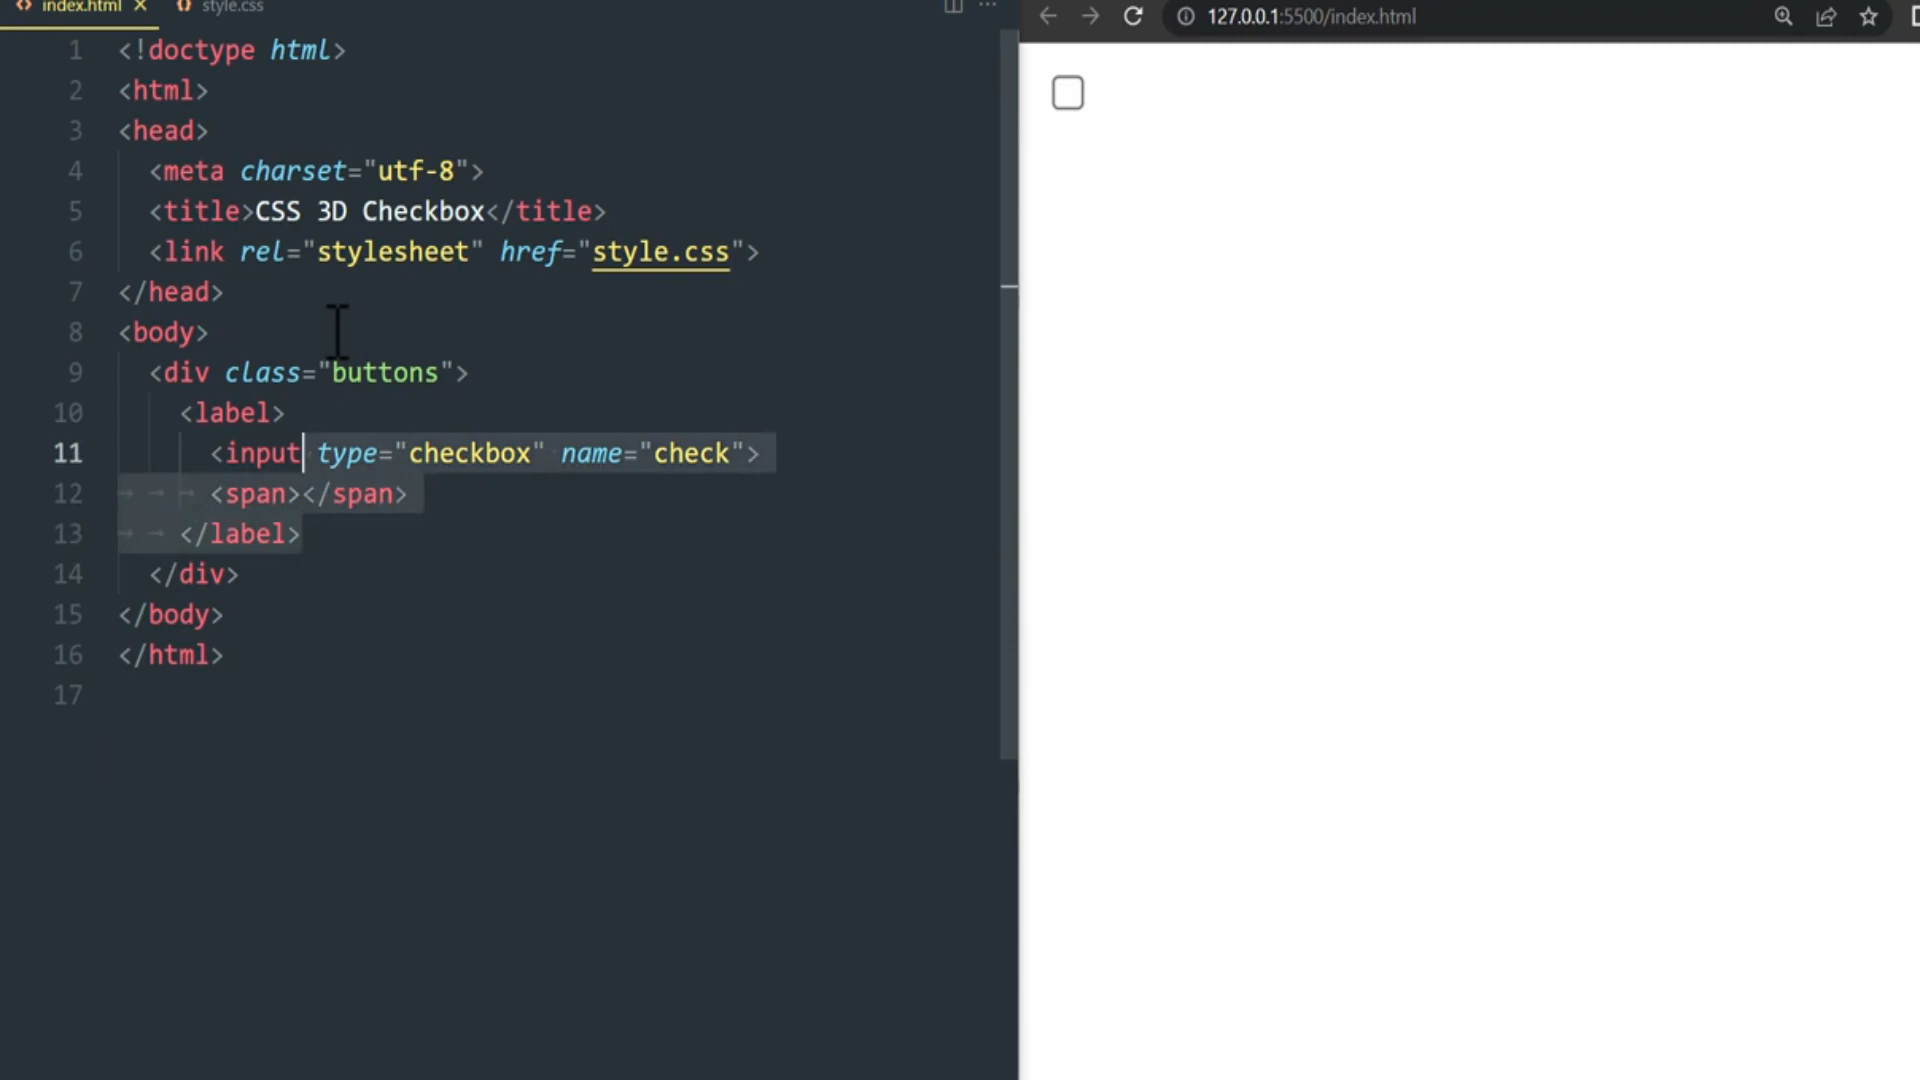 index.html
style.css
127.0.0.1:5500/index.html
1 <!doctype html>
2 <html>
3 <head>
4 <meta charset="utf-8">
5 <title>CSS 3D Checkbox</title>
6 <link rel="stylesheet" href="style.css">
7 </head>
8 <body>
9 <div class="buttons">
10 <label>
11 <input type="checkbox" name="check">
12 <span></span>
13 </label>
14 </div>
15 </body>
16 </html>
17